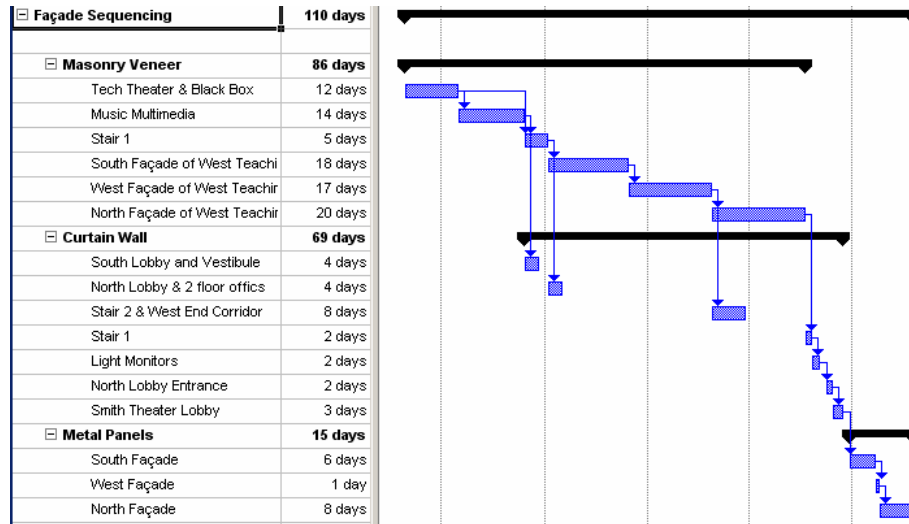 Façade Sequencing 110 days
Masonry Veneer 86 days
Tech Theater & Black Box 12 days
Music Multimedia 14 days
Stair 1 5 days
South Façade of West Teachi 18 days
West Façade of West Teachir 17 days
North Façade of West Teachir 20 days
Curtain Wall 69 days
South Lobby and Vestibule 4 days
North Lobby & 2 floor offics 4 days
Stair 2 & West End Corridor 8 days
Stair 1 2 days
Light Monitors 2 days
North Lobby Entrance 2 days
Smith Theater Lobby 3 days
Metal Panels 15 days
South Façade 6 days
West Façade 1 day
North Façade 8 days